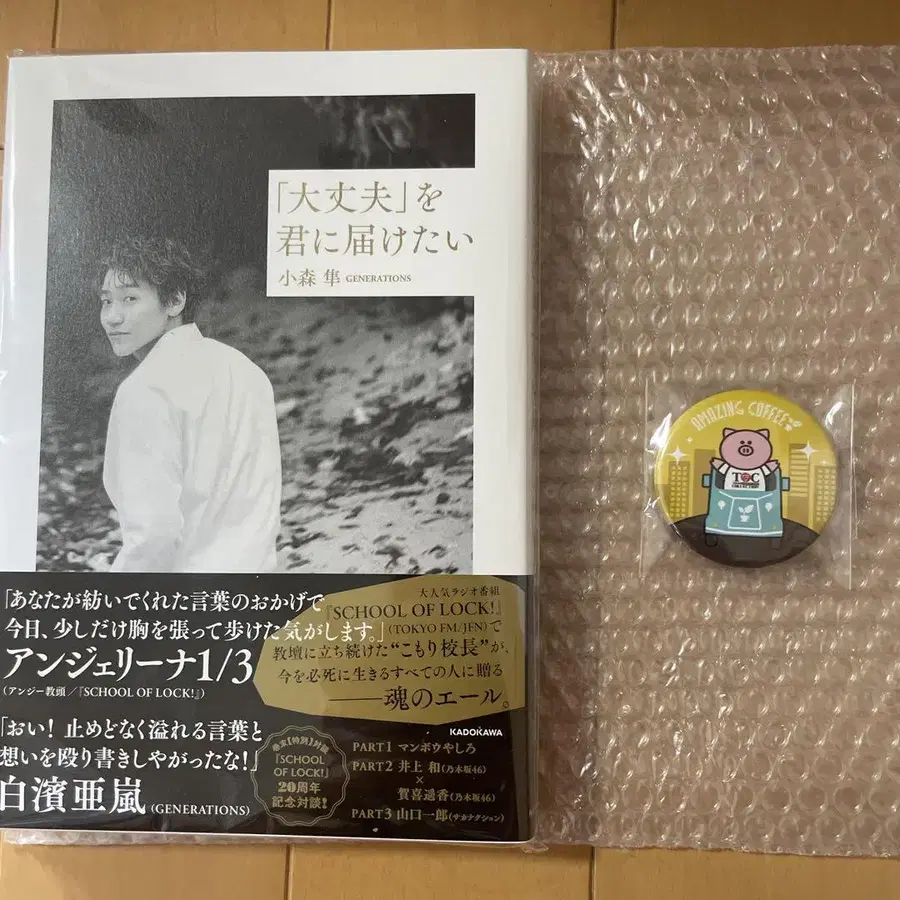 「大丈夫」を
君に届けたい
小森 隼 GENERATIONS
「あなたが紡いでくれた言葉のおかげで
今日、少しだけ胸を張って歩けた気がします。」
アンジェリーナ1/3
(アンジー教頭／『SCHOOL OF LOCK!』)
「おい！ 止めどなく溢れる言葉と
想いを殴り書きしやがったな！」
白濱亜嵐 (GENERATIONS)
大人気ラジオ番組
『SCHOOL OF LOCK!』
(TOKYO FM/JFN)で
教壇に立ち続けた“こもり校長”が、
今を必死に生きるすべての人に贈る
――魂のエール。
KADOKAWA
巻末【特別】対談
『SCHOOL
OF LOCK!』
20周年
記念対談！
PART1 マンボウやしろ
PART2 井上 和(乃木坂46)
×
賀喜遥香(乃木坂46)
PART3 山口一郎(サカナクション)
AMAZING COFFEE